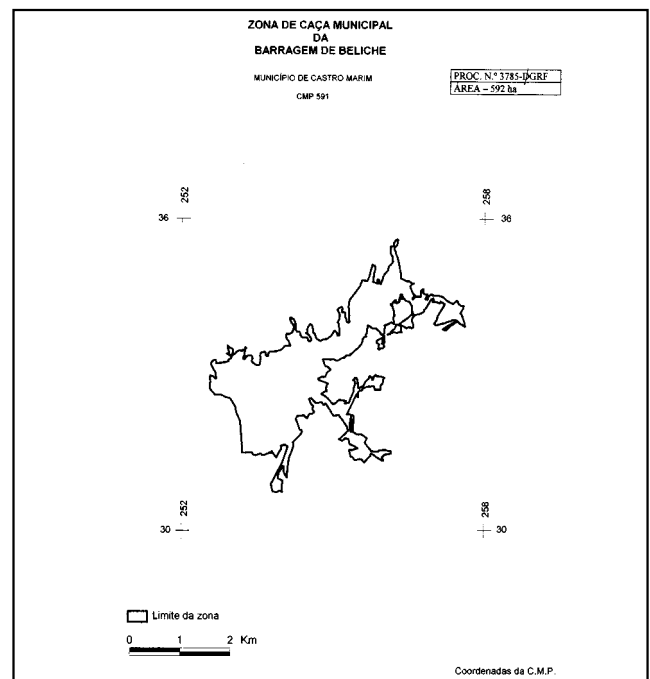 ZONA DE CAÇA MUNICIPAL
DA
BARRAGEM DE BELICHE
MUNICÍPIO DE CASTRO MARIM
CMP 591
PROC. N.º 3785-DGRF
ÁREA – 592 ha
252
258
36
36
252
258
30
30
Limite da zona
0 1 2 Km
Coordenadas da C.M.P.